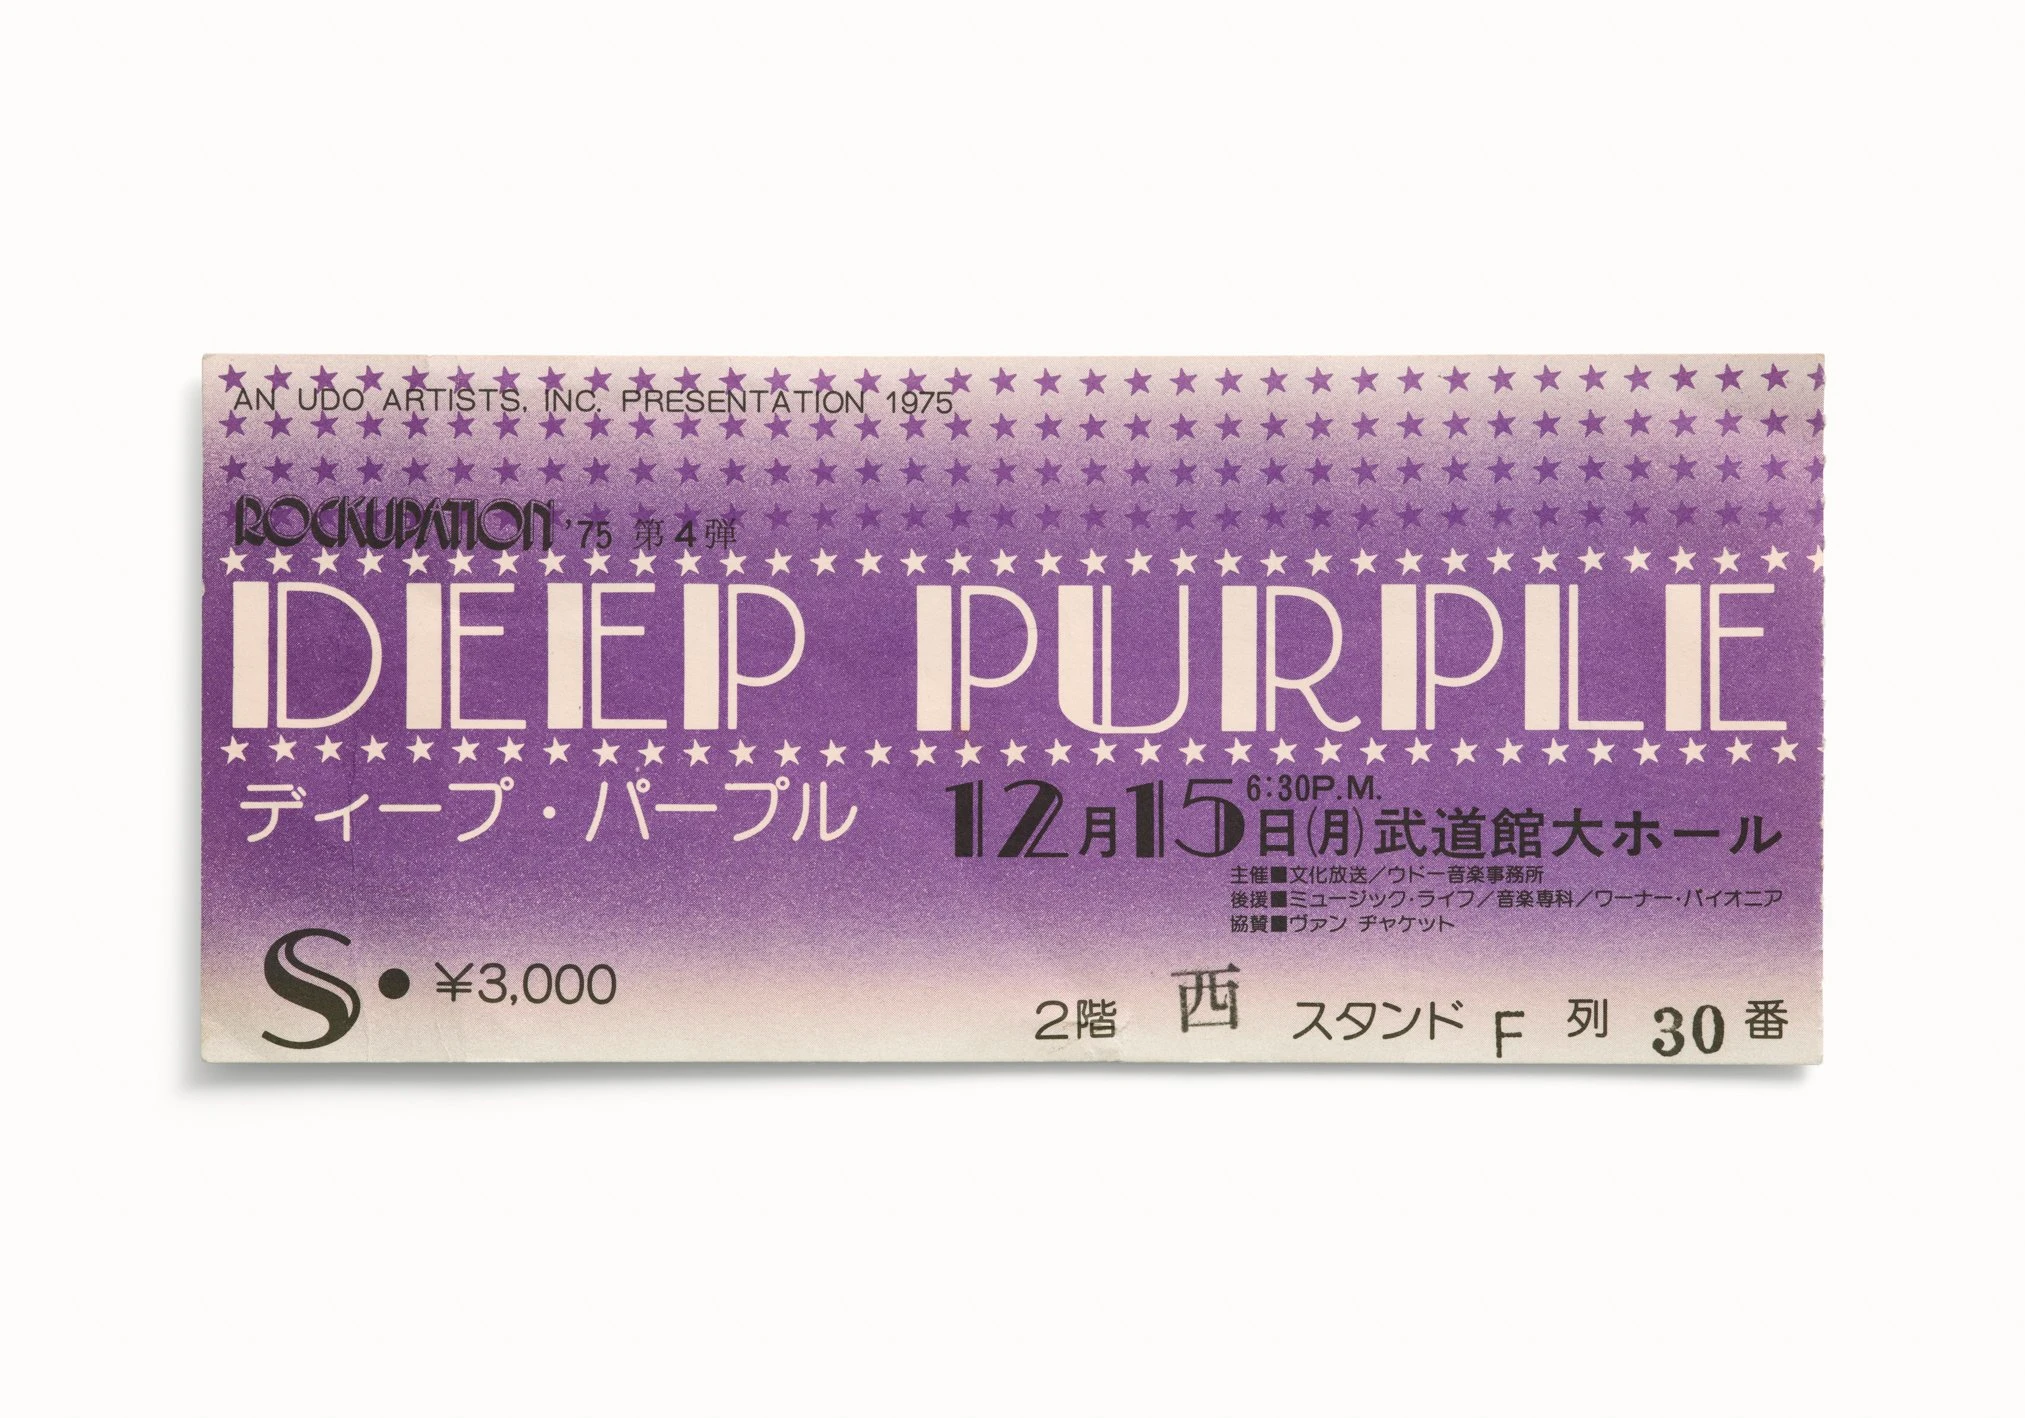 AN UDO ARTISTS, INC. PRESENTATION 1975
ROCKUPATION '75 第4弾
DEEP PURPLE
ディープ・パープル
6:30P.M.
12月15日(月)武道館大ホール
主催■文化放送／ウドー音楽事務所
後援■ミュージック・ライフ／音楽専科／ワーナー・パイオニア
協賛■ヴァン ヂャケット
S・¥3,000
2階 西 スタンド F 列 30 番